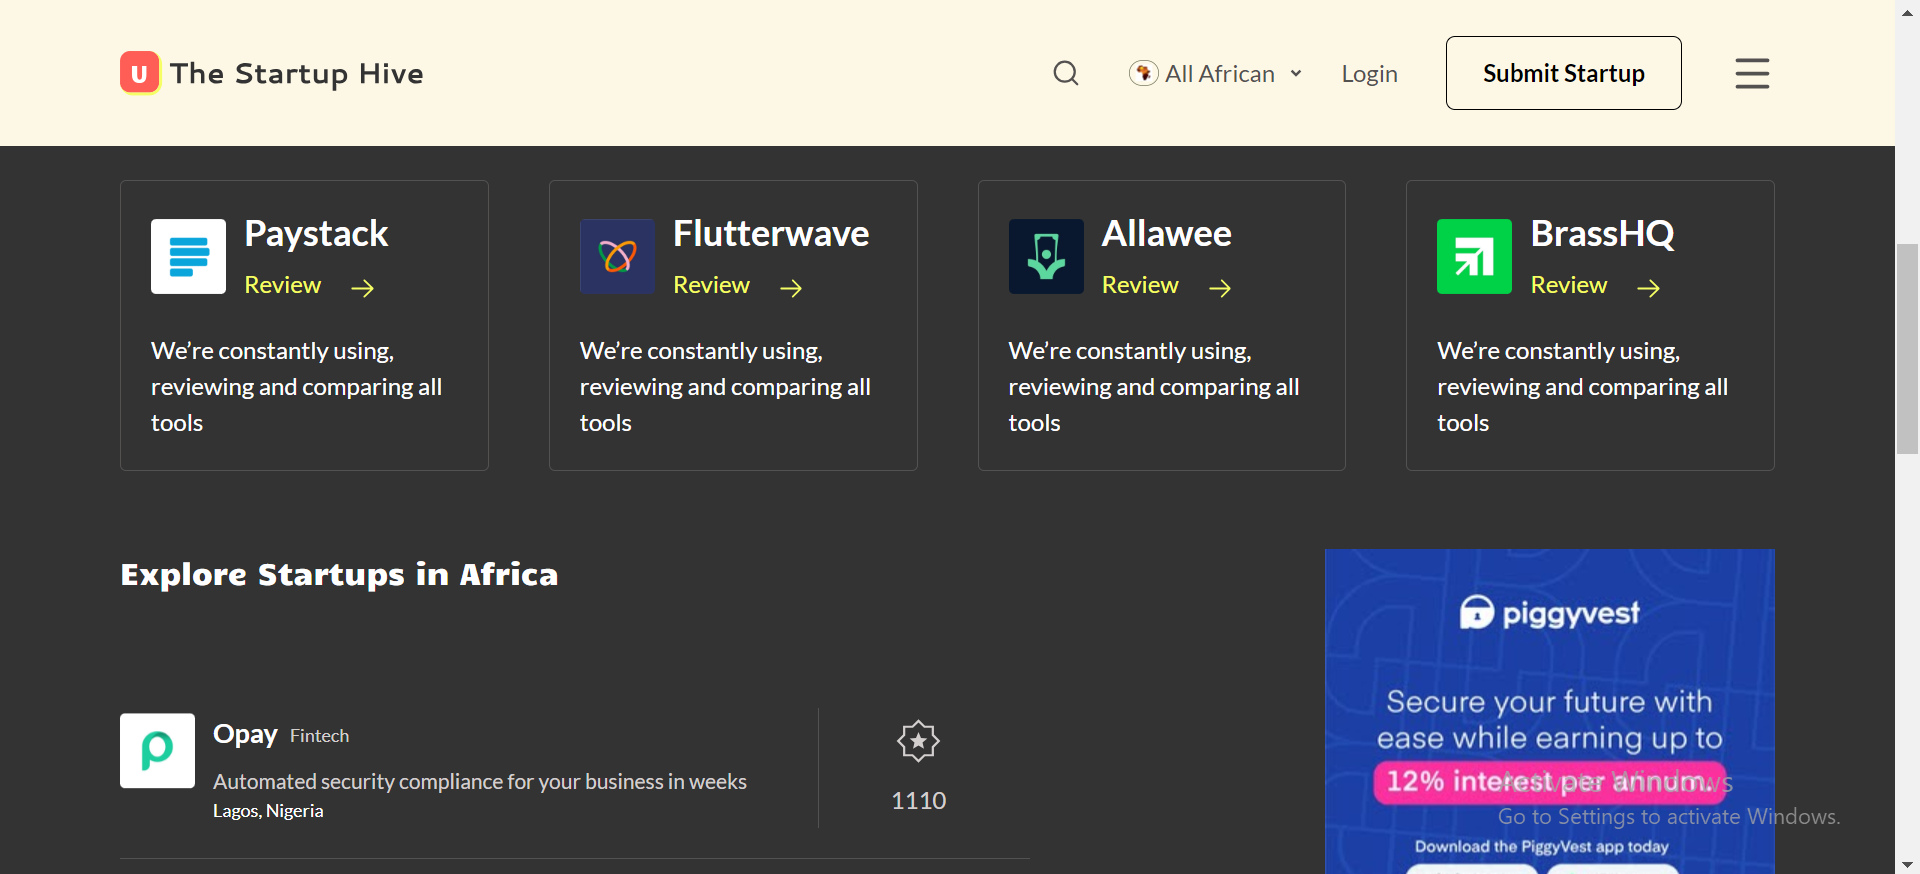 U The Startup Hive
All African
Login
Submit Startup
Paystack
Review
We’re constantly using,
reviewing and comparing all
tools
Flutterwave
Review
We’re constantly using,
reviewing and comparing all
tools
Allawee
Review
We’re constantly using,
reviewing and comparing all
tools
BrassHQ
Review
We’re constantly using,
reviewing and comparing all
tools
Explore Startups in Africa
Opay Fintech
Automated security compliance for your business in weeks
Lagos, Nigeria
1110
piggyvest
Secure your future with
ease while earning up to
12% interest per annum.
Download the PiggyVest app today
Activate Windows
Go to Settings to activate Windows.